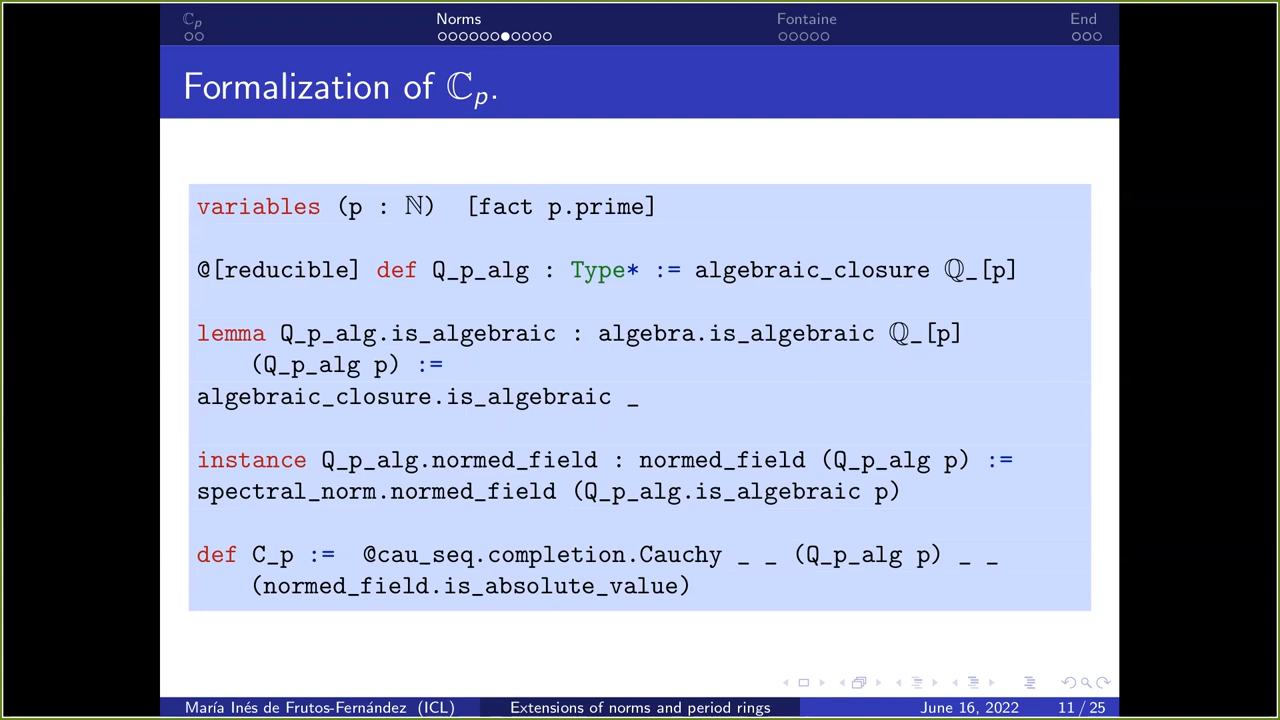 ℂ_p Norms Fontaine End
Formalization of ℂ_p.
variables (p : ℕ) [fact p.prime]
@[reducible] def Q_p_alg : Type* := algebraic_closure ℚ_[p]
lemma Q_p_alg.is_algebraic : algebra.is_algebraic ℚ_[p]
(Q_p_alg p) :=
algebraic_closure.is_algebraic _
instance Q_p_alg.normed_field : normed_field (Q_p_alg p) :=
spectral_norm.normed_field (Q_p_alg.is_algebraic p)
def C_p := @cau_seq.completion.Cauchy _ _ (Q_p_alg p) _ _
(normed_field.is_absolute_value)
María Inés de Frutos-Fernández (ICL) Extensions of norms and period rings June 16, 2022 11 / 25